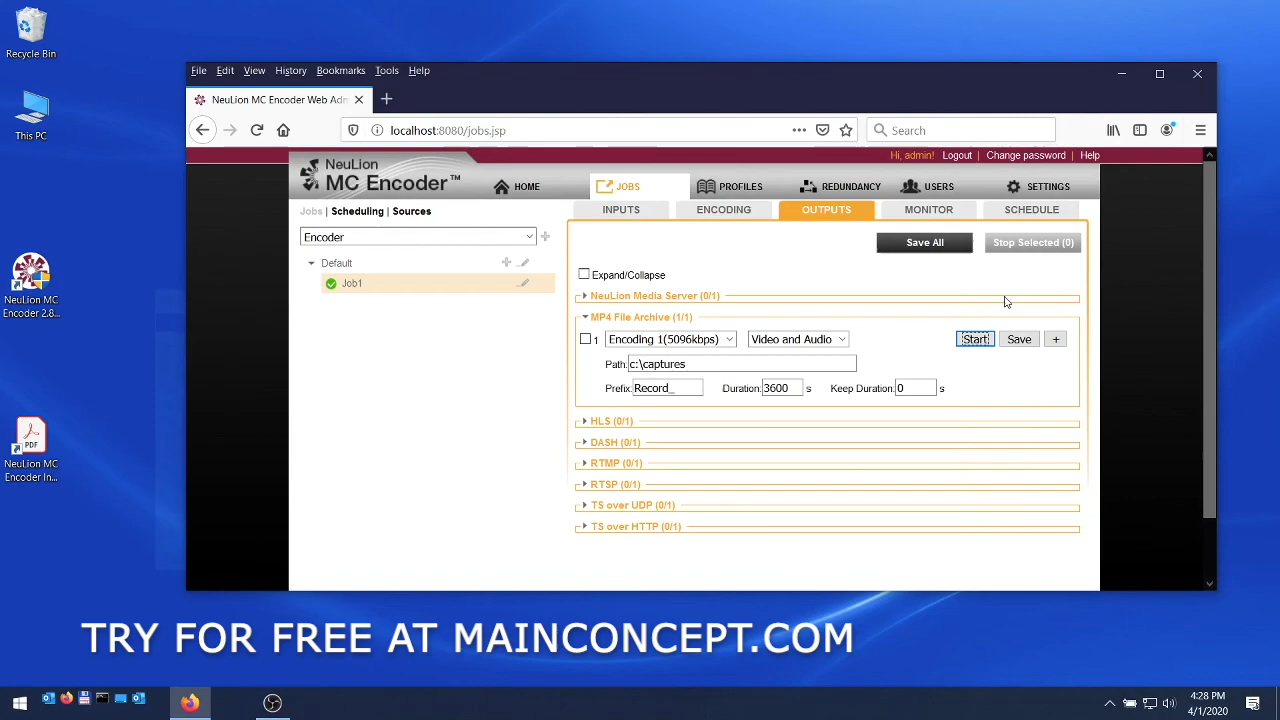 Recycle Bin
This PC
NeuLion MC
Encoder 2.8...
PDF
NeuLion MC
Encoder In...
File Edit View History Bookmarks Tools Help
NeuLion MC Encoder Web Adm
localhost:8080/jobs.jsp
Search
Hi, admin! Logout | Change password | Help
NeuLion
MC Encoder™
HOME JOBS PROFILES REDUNDANCY USERS SETTINGS
Jobs Scheduling Sources
INPUTS ENCODING OUTPUTS MONITOR SCHEDULE
Encoder
Save All Stop Selected (0)
Default
Job1
Expand/Collapse
NeuLion Media Server (0/1)
MP4 File Archive (1/1)
1 Encoding 1(5096kbps) Video and Audio Start Save +
Path: c:\captures
Prefix: Record_ Duration: 3600 s Keep Duration: 0 s
HLS (0/1)
DASH (0/1)
RTMP (0/1)
RTSP (0/1)
TS over UDP (0/1)
TS over HTTP (0/1)
TRY FOR FREE AT MAINCONCEPT.COM
4:28 PM
4/1/2020